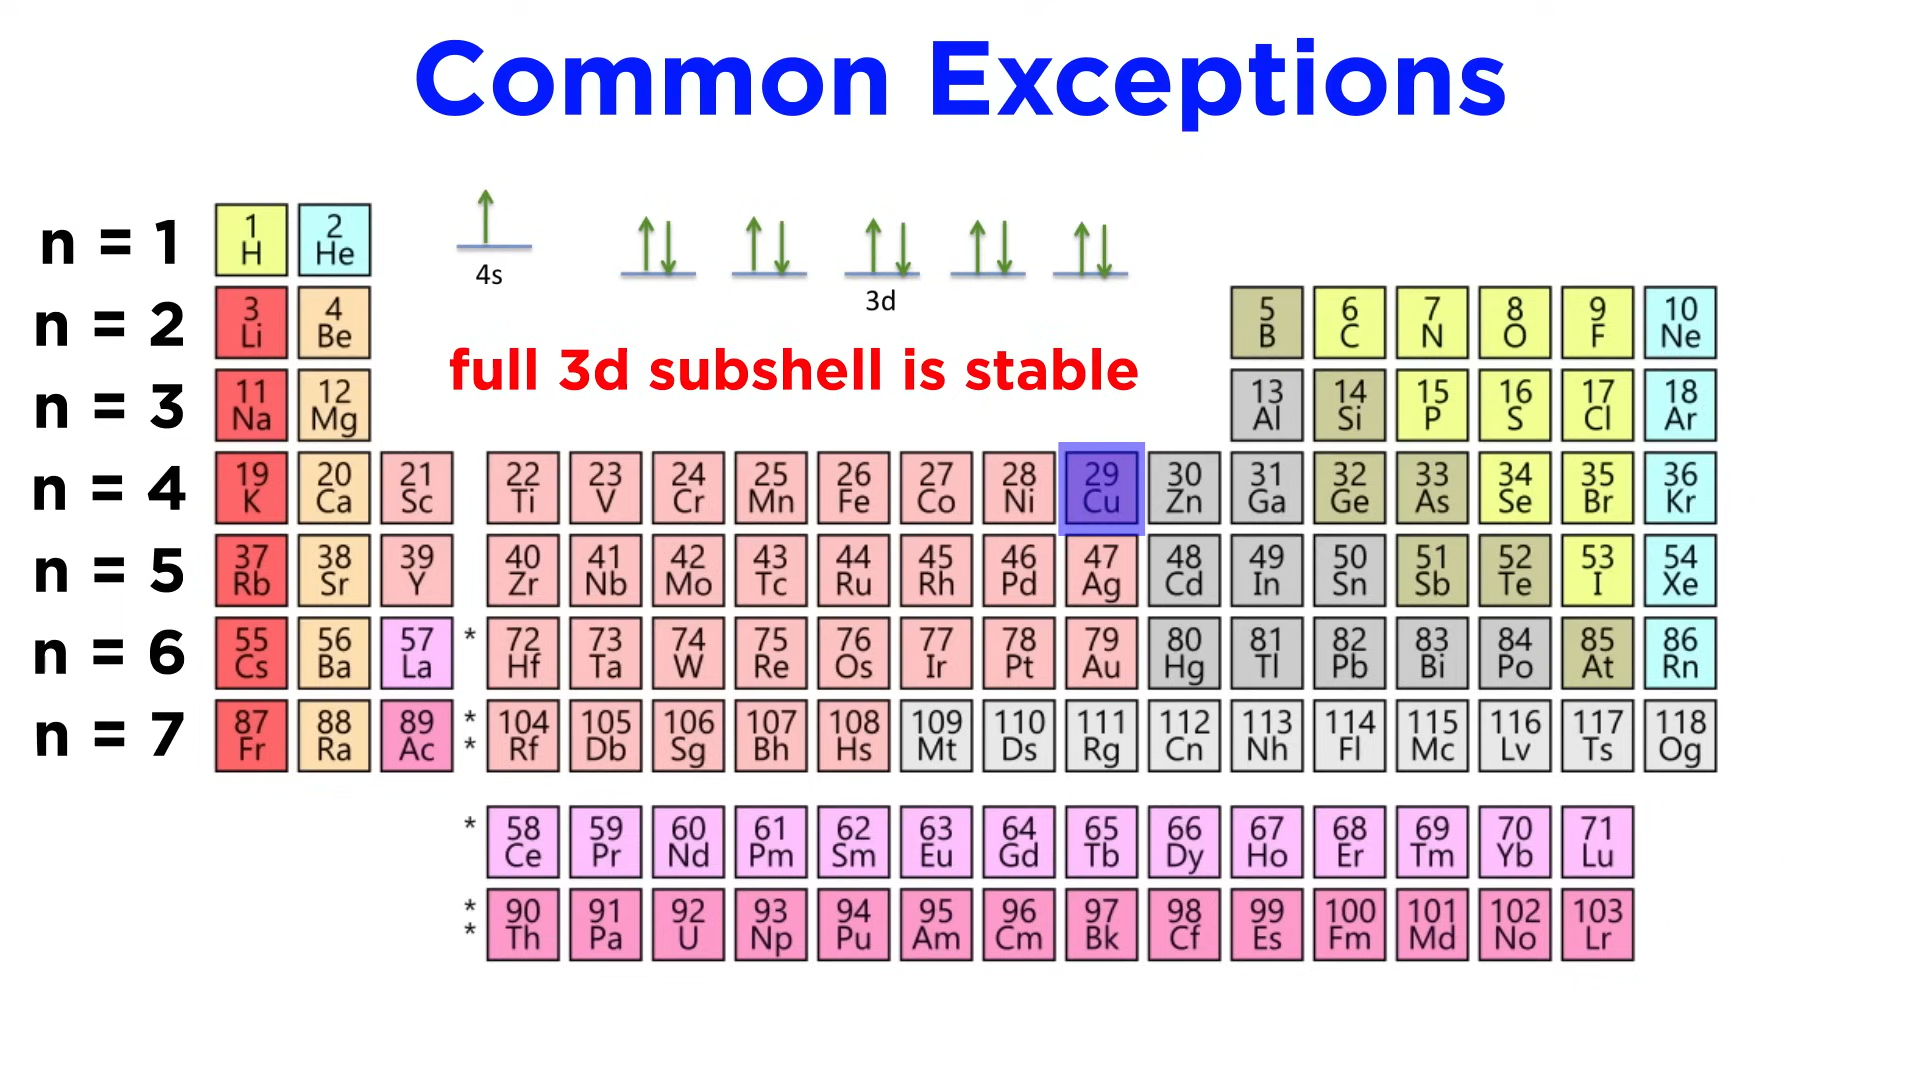 Common Exceptions
n = 1 1 H 2 He
4s
3d
n = 2 3 Li 4 Be 5 B 6 C 7 N 8 O 9 F 10 Ne
full 3d subshell is stable
n = 3 11 Na 12 Mg 13 Al 14 Si 15 P 16 S 17 Cl 18 Ar
n = 4 19 K 20 Ca 21 Sc 22 Ti 23 V 24 Cr 25 Mn 26 Fe 27 Co 28 Ni 29 Cu 30 Zn 31 Ga 32 Ge 33 As 34 Se 35 Br 36 Kr
n = 5 37 Rb 38 Sr 39 Y 40 Zr 41 Nb 42 Mo 43 Tc 44 Ru 45 Rh 46 Pd 47 Ag 48 Cd 49 In 50 Sn 51 Sb 52 Te 53 I 54 Xe
n = 6 55 Cs 56 Ba 57 La * 72 Hf 73 Ta 74 W 75 Re 76 Os 77 Ir 78 Pt 79 Au 80 Hg 81 Tl 82 Pb 83 Bi 84 Po 85 At 86 Rn
n = 7 87 Fr 88 Ra 89 Ac * * 104 Rf 105 Db 106 Sg 107 Bh 108 Hs 109 Mt 110 Ds 111 Rg 112 Cn 113 Nh 114 Fl 115 Mc 116 Lv 117 Ts 118 Og
* 58 Ce 59 Pr 60 Nd 61 Pm 62 Sm 63 Eu 64 Gd 65 Tb 66 Dy 67 Ho 68 Er 69 Tm 70 Yb 71 Lu
* * 90 Th 91 Pa 92 U 93 Np 94 Pu 95 Am 96 Cm 97 Bk 98 Cf 99 Es 100 Fm 101 Md 102 No 103 Lr